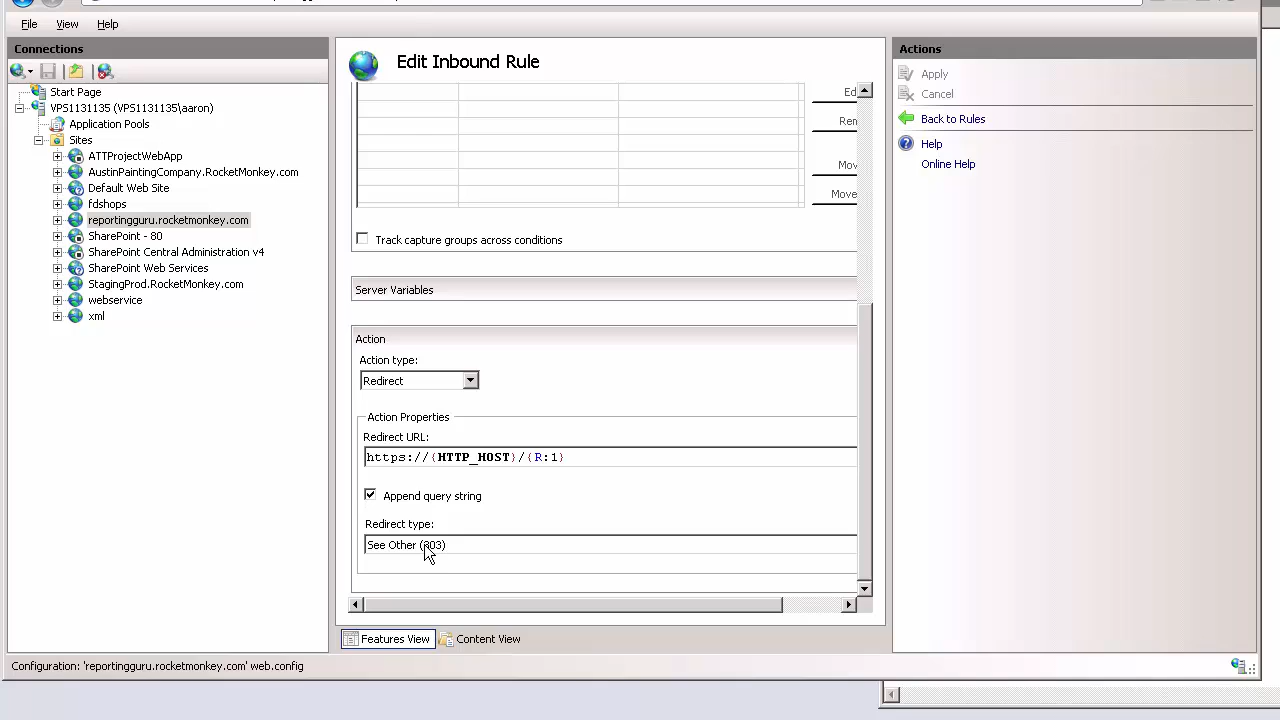 File View Help
Connections
Start Page
VPS1131135 (VPS1131135\aaron)
Application Pools
Sites
ATTProjectWebApp
AustinPaintingCompany.RocketMonkey.com
Default Web Site
fdshops
reportingguru.rocketmonkey.com
SharePoint - 80
SharePoint Central Administration v4
SharePoint Web Services
StagingProd.RocketMonkey.com
webservice
xml
Edit Inbound Rule
Ed
Ren
Mov
Move
Track capture groups across conditions
Server Variables
Action
Action type:
Redirect
Action Properties
Redirect URL:
https://{HTTP_HOST}/{R:1}
Append query string
Redirect type:
See Other (303)
Features View Content View
Actions
Apply
Cancel
Back to Rules
Help
Online Help
Configuration: 'reportingguru.rocketmonkey.com' web.config